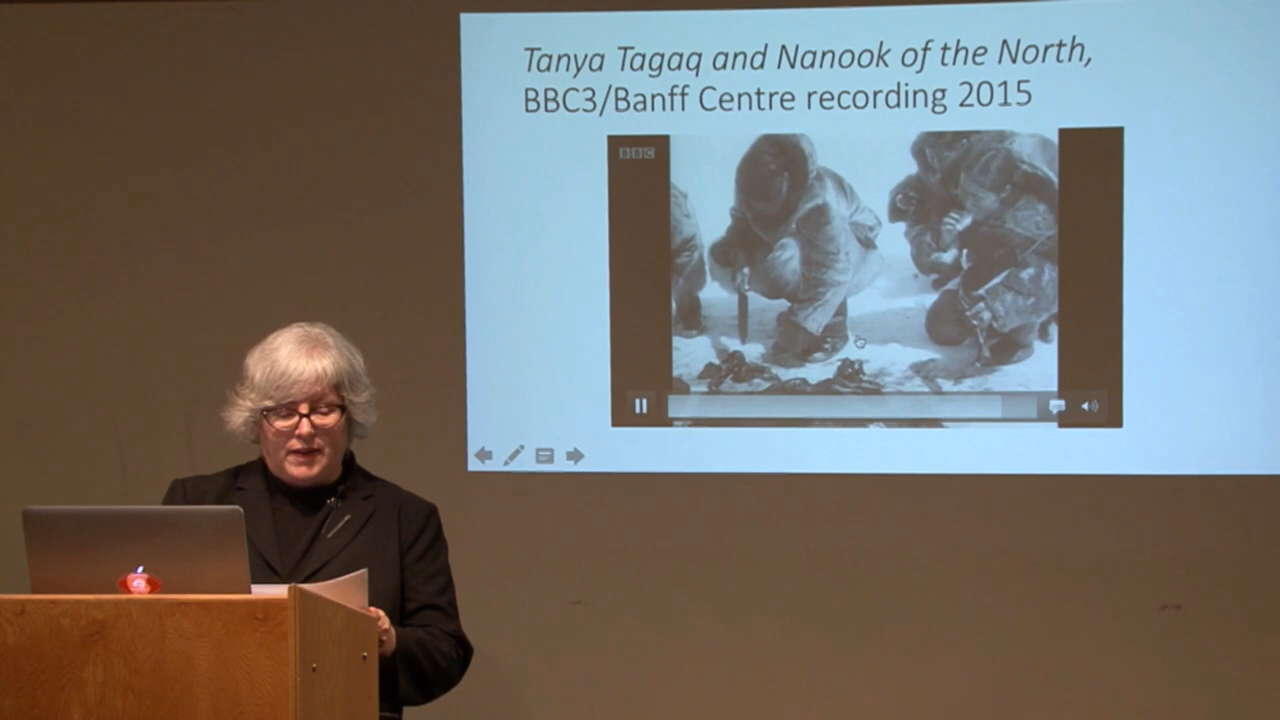 Tanya Tagaq and Nanook of the North,
BBC3/Banff Centre recording 2015
BBC